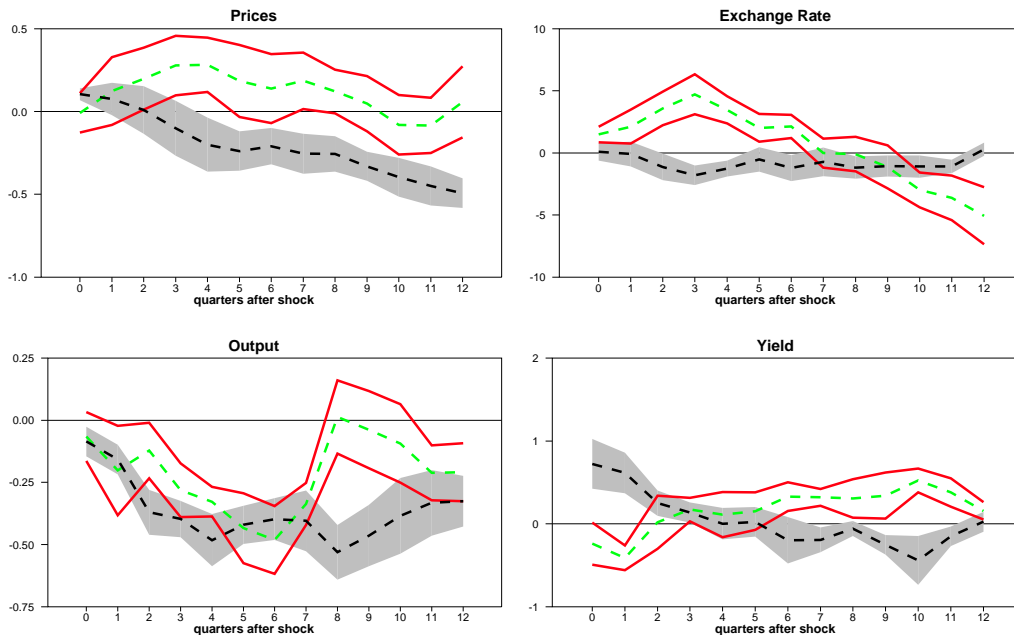 Prices
0.5
0.0
-0.5
-1.0
0 1 2 3 4 5 6 7 8 9 10 11 12
quarters after shock
Exchange Rate
10
5
0
-5
-10
0 1 2 3 4 5 6 7 8 9 10 11 12
quarters after shock
Output
0.25
0.00
-0.25
-0.50
-0.75
0 1 2 3 4 5 6 7 8 9 10 11 12
quarters after shock
Yield
2
1
0
-1
0 1 2 3 4 5 6 7 8 9 10 11 12
quarters after shock